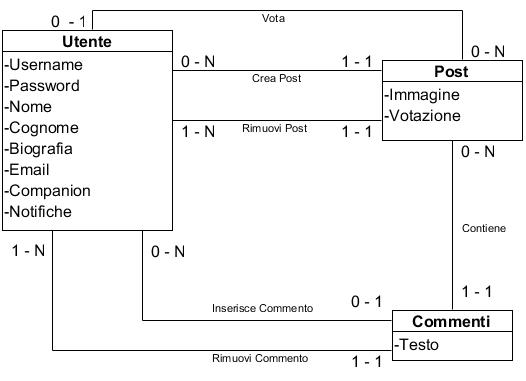 Vota
0 - 1
Utente
-Username
-Password
-Nome
-Cognome
-Biografia
-Email
-Companion
-Notifiche
0 - N
Crea Post
1 - 1
1 - N
Rimuovi Post
1 - 1
0 - N
Post
-Immagine
-Votazione
0 - N
Contiene
1 - 1
1 - N
0 - N
Inserisce Commento
0 - 1
Commenti
-Testo
Rimuovi Commento
1 - 1